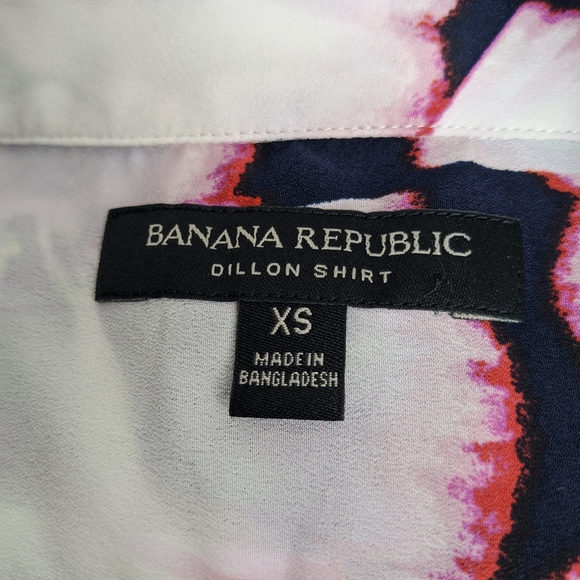 BANANA REPUBLIC
DILLON SHIRT
XS
MADE IN
BANGLADESH